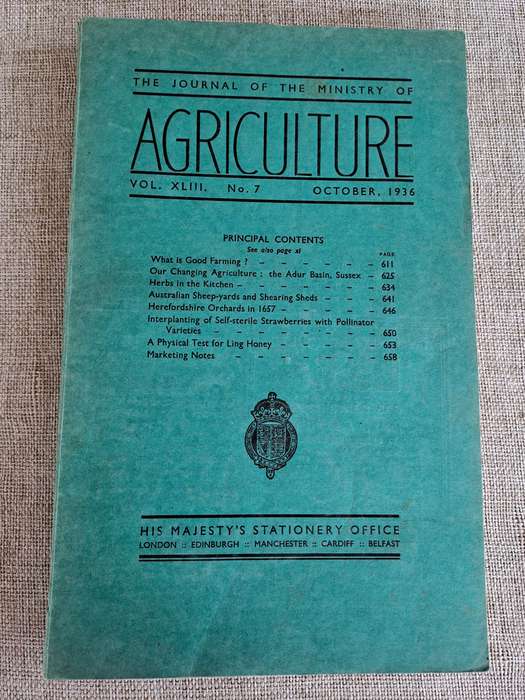 THE JOURNAL OF THE MINISTRY OF
AGRICULTURE
VOL. XLIII. No. 7 OCTOBER, 1936
PRINCIPAL CONTENTS
See also page xi
PAGE
What is Good Farming ? – – – – – – 611
Our Changing Agriculture : the Adur Basin, Sussex – 625
Herbs in the Kitchen – – – – – – – 634
Australian Sheep-yards and Shearing Sheds – – – 641
Herefordshire Orchards in 1657 – – – – – 646
Interplanting of Self-sterile Strawberries with Pollinator
Varieties – – – – – – – – 650
A Physical Test for Ling Honey – – – – – 653
Marketing Notes – – – – – – – 658
HIS MAJESTY'S STATIONERY OFFICE
LONDON :: EDINBURGH :: MANCHESTER :: CARDIFF :: BELFAST